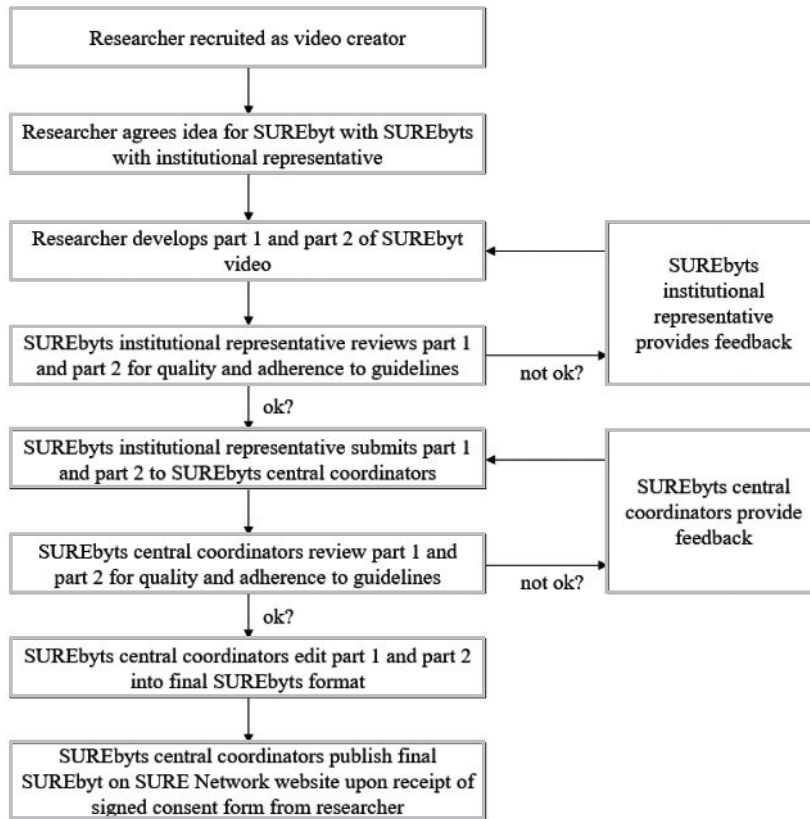 Researcher recruited as video creator
Researcher agrees idea for SUREbyt with SUREbyts
with institutional representative
Researcher develops part 1 and part 2 of SUREbyt
video
SUREbyts
institutional
representative
provides feedback
SUREbyts institutional representative reviews part 1
and part 2 for quality and adherence to guidelines
not ok?
ok?
SUREbyts institutional representative submits part 1
and part 2 to SUREbyts central coordinators
SUREbyts central
coordinators provide
feedback
SUREbyts central coordinators review part 1 and
part 2 for quality and adherence to guidelines
not ok?
ok?
SUREbyts central coordinators edit part 1 and part 2
into final SUREbyts format
SUREbyts central coordinators publish final
SUREbyt on SURE Network website upon receipt of
signed consent form from researcher